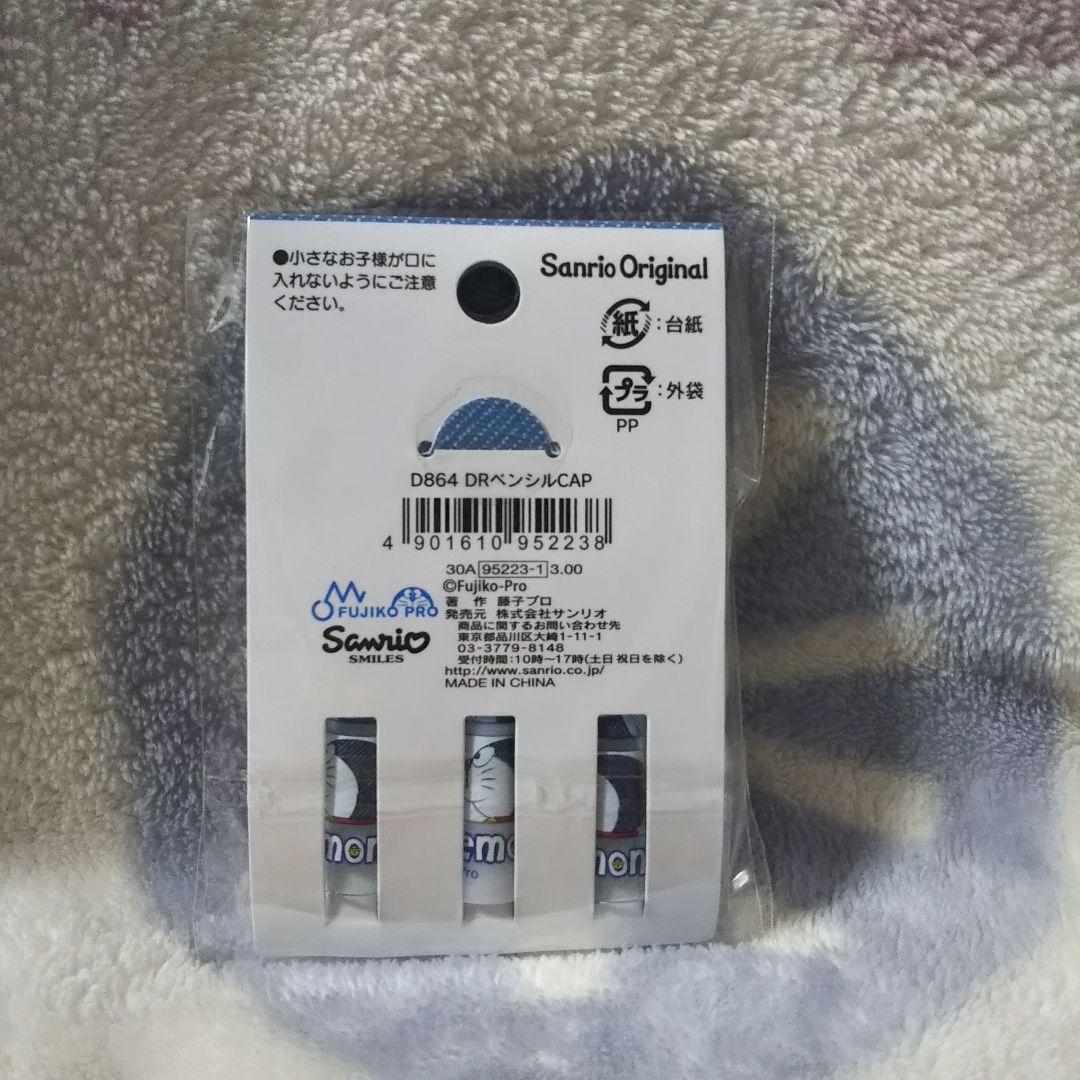 ●小さなお子様が口に
入れないようにご注意
ください。
Sanrio Original
紙:台紙
プラ:外袋
PP
D864 DRペンシルCAP
4 901610 952238
30A 95223-1 3.00
©Fujiko-Pro
FUJIKO PRO
著 作 藤子プロ
発売元 株式会社サンリオ
Sanrio
SMILES
商品に関するお問い合わせ先
東京都品川区大崎1-11-1
03-3779-8148
受付時間:10時~17時(土日 祝日を除く)
http://www.sanrio.co.jp/
MADE IN CHINA
mon
emon
mon